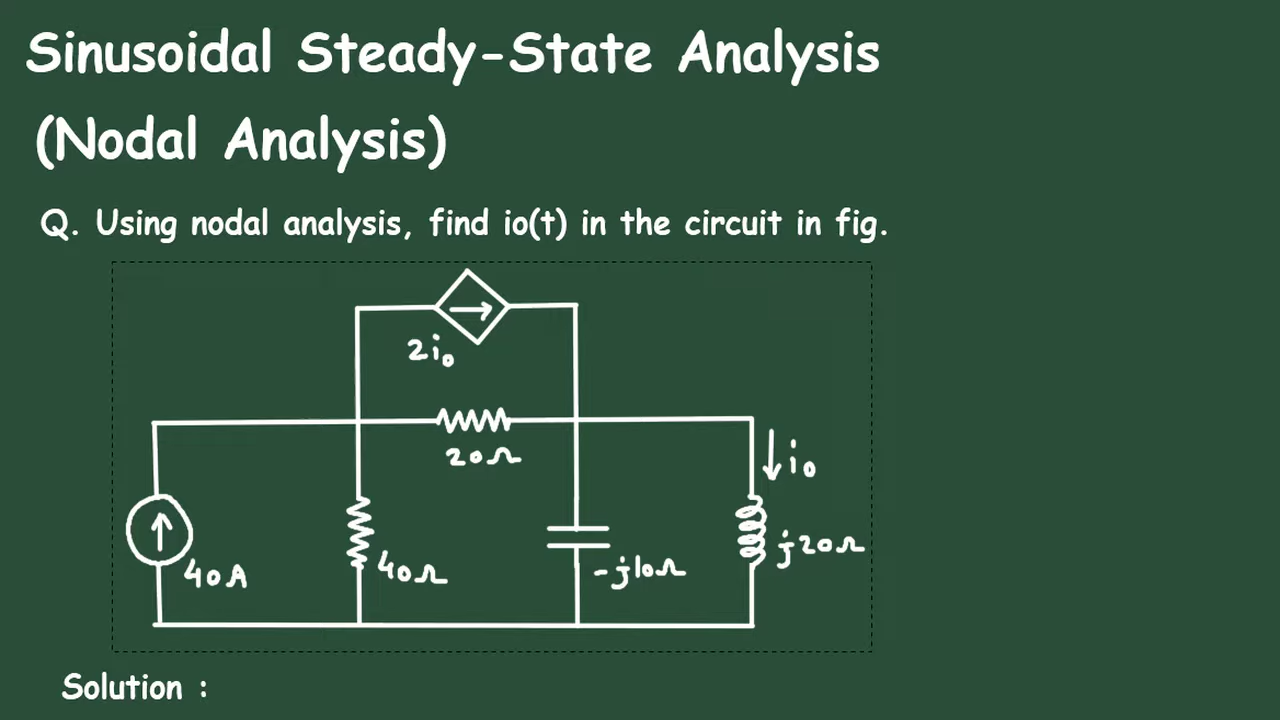 Sinusoidal Steady-State Analysis
(Nodal Analysis)
Q. Using nodal analysis, find io(t) in the circuit in fig.
2i₀
20Ω
i₀
40A
40Ω
-j10Ω
j20Ω
Solution :